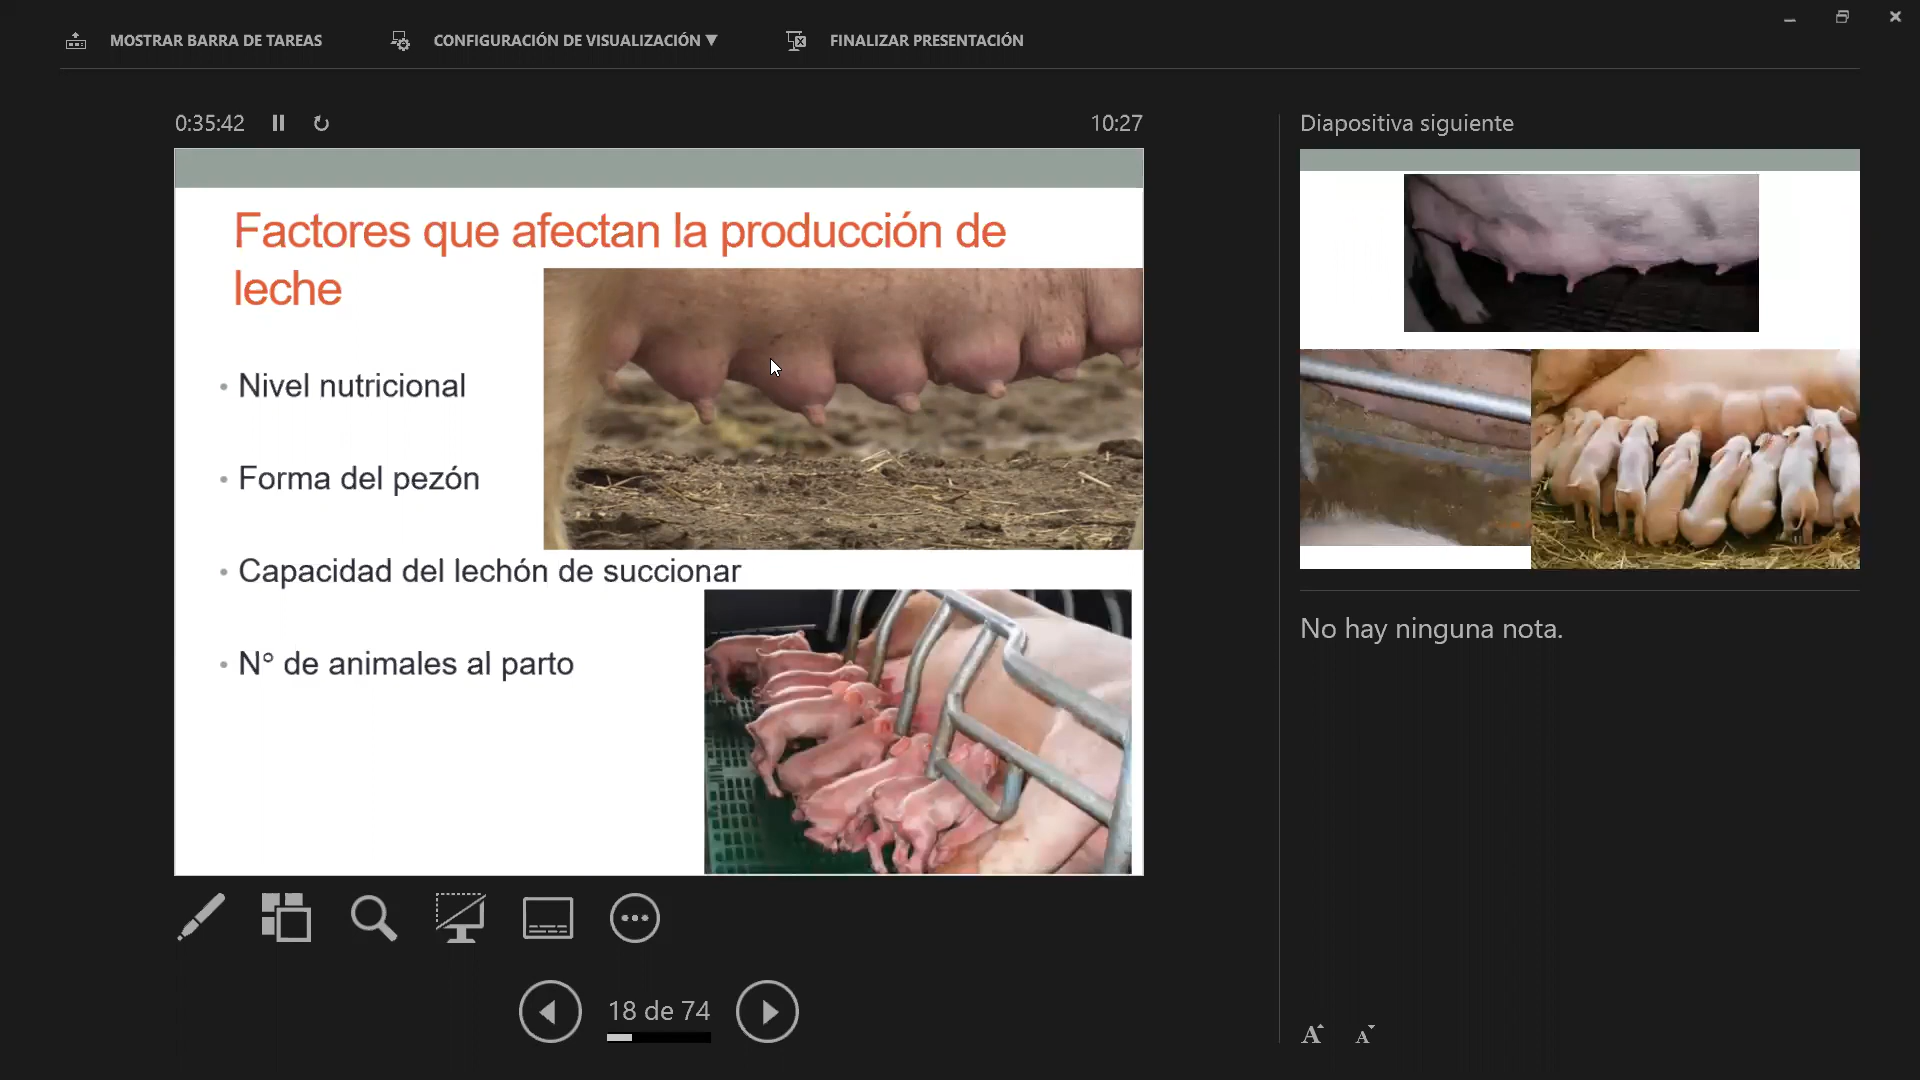 MOSTRAR BARRA DE TAREAS
CONFIGURACIÓN DE VISUALIZACIÓN ▼
FINALIZAR PRESENTACIÓN
0:35:42
10:27
Diapositiva siguiente
Factores que afectan la producción de
leche
• Nivel nutricional
• Forma del pezón
• Capacidad del lechón de succionar
• Nº de animales al parto
No hay ninguna nota.
18 de 74
A A